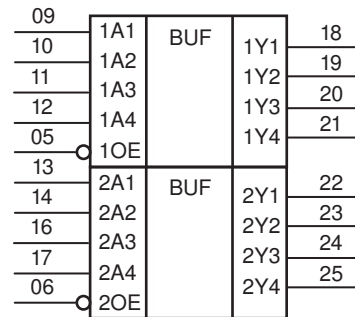 09 1A1 BUF 1Y1 18
10 1A2 1Y2 19
11 1A3 1Y3 20
12 1A4 1Y4 21
05 1OE
13 2A1 BUF 2Y1 22
14 2A2 2Y2 23
16 2A3 2Y3 24
17 2A4 2Y4 25
06 2OE